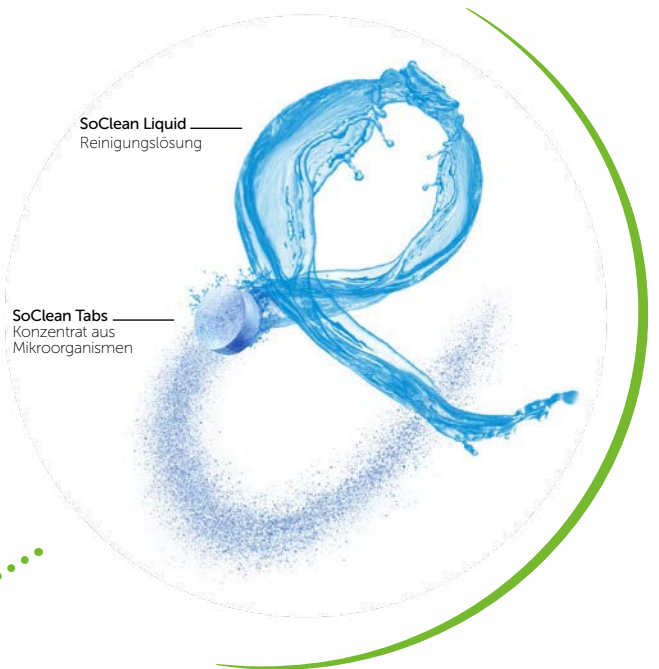 SoClean Liquid
Reinigungslösung
SoClean Tabs
Konzentrat aus
Mikroorganismen